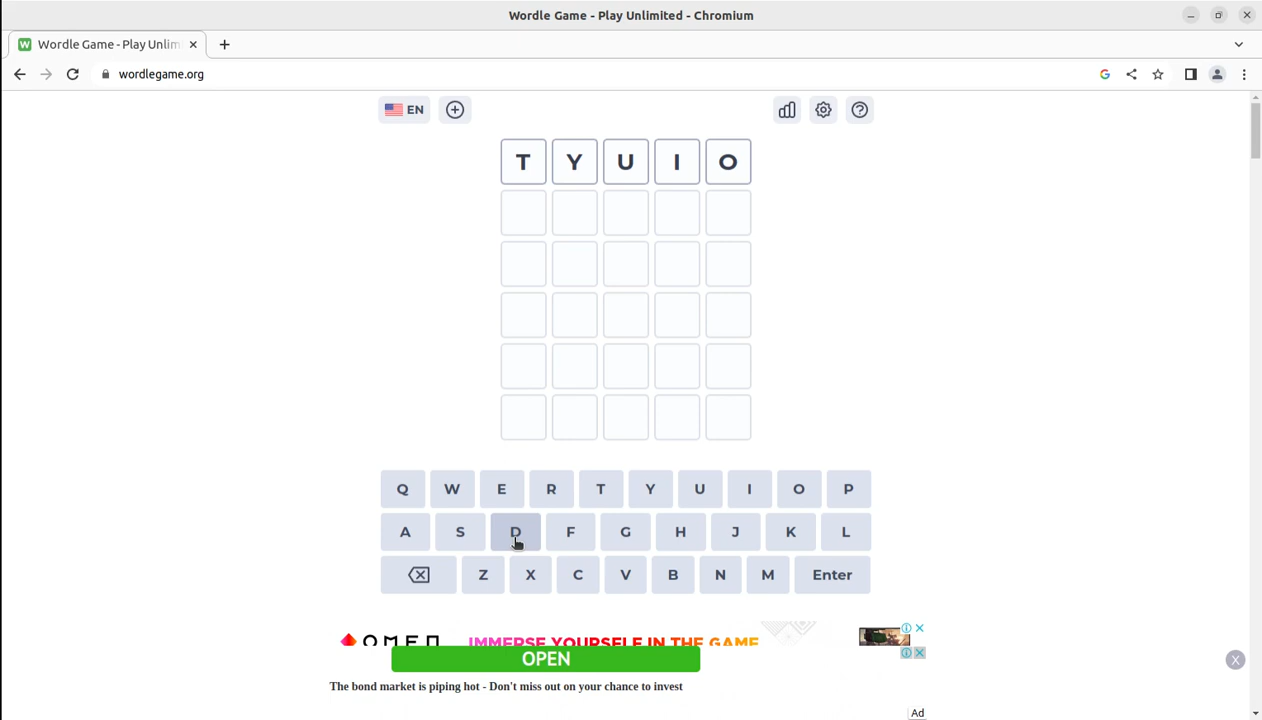 Wordle Game - Play Unlimited - Chromium
Wordle Game - Play Unlim
wordlegame.org
EN
T Y U I O
Q W E R T Y U I O P
A S D F G H J K L
Z X C V B N M Enter
OMEN IMMERSE YOURSELF IN THE GAME
OPEN
X
The bond market is piping hot - Don't miss out on your chance to invest
Ad